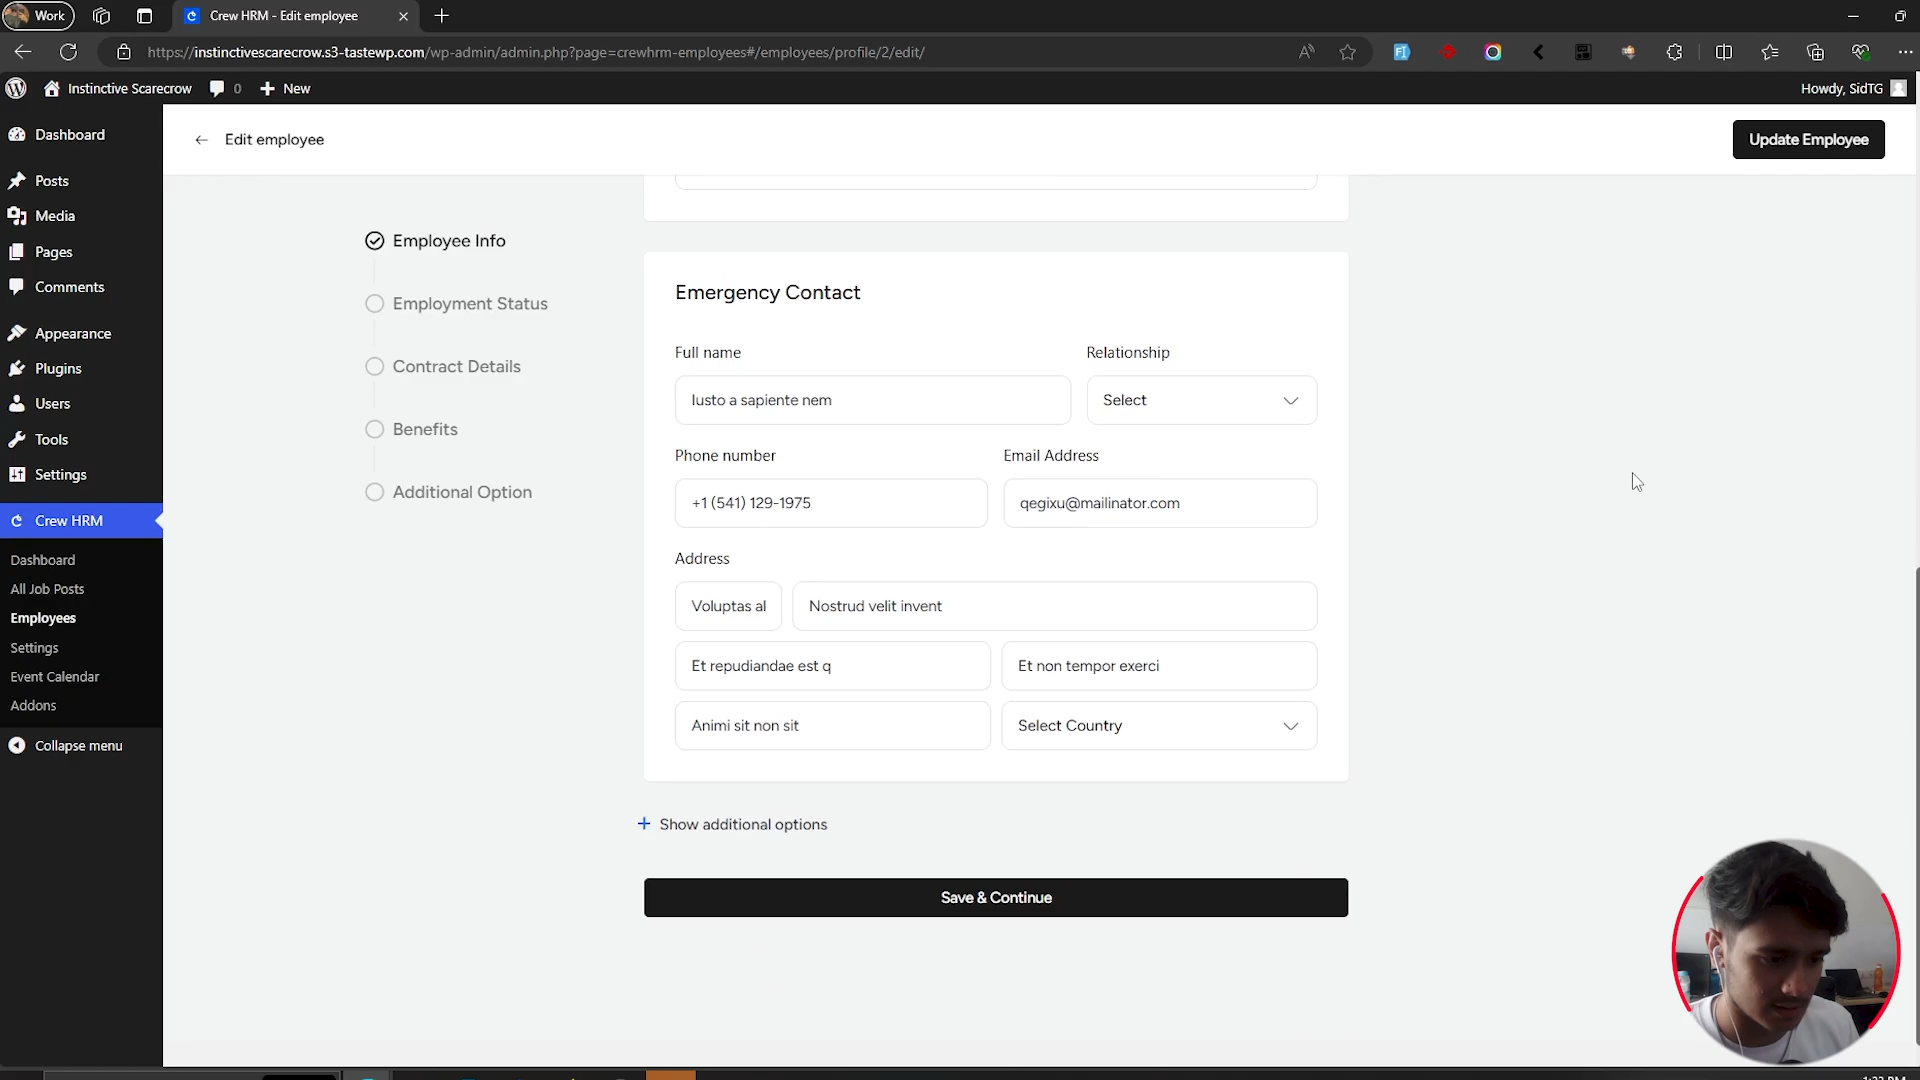 Work
Crew HRM - Edit employee
https://instinctivescarecrow.s3-tastewp.com/wp-admin/admin.php?page=crewhrm-employees#/employees/profile/2/edit/
Instinctive Scarecrow
0
New
Howdy, SidTG
Dashboard
Posts
Media
Pages
Comments
Appearance
Plugins
Users
Tools
Settings
Crew HRM
Dashboard
All Job Posts
Employees
Settings
Event Calendar
Addons
Collapse menu
Edit employee
Update Employee
Employee Info
Employment Status
Contract Details
Benefits
Additional Option
Emergency Contact
Full name
Relationship
Iusto a sapiente nem
Select
Phone number
Email Address
+1 (541) 129-1975
qegixu@mailinator.com
Address
Voluptas al
Nostrud velit invent
Et repudiandae est q
Et non tempor exerci
Animi sit non sit
Select Country
Show additional options
Save & Continue